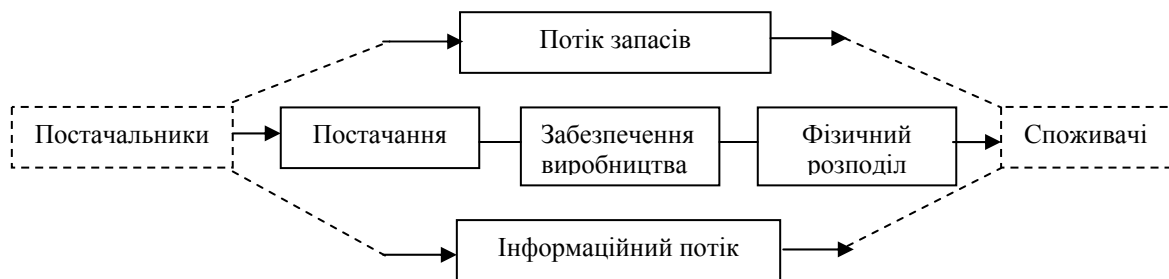 Потік запасів
Постачальники
Постачання
Забезпечення
виробництва
Фізичний
розподіл
Споживачі
Інформаційний потік